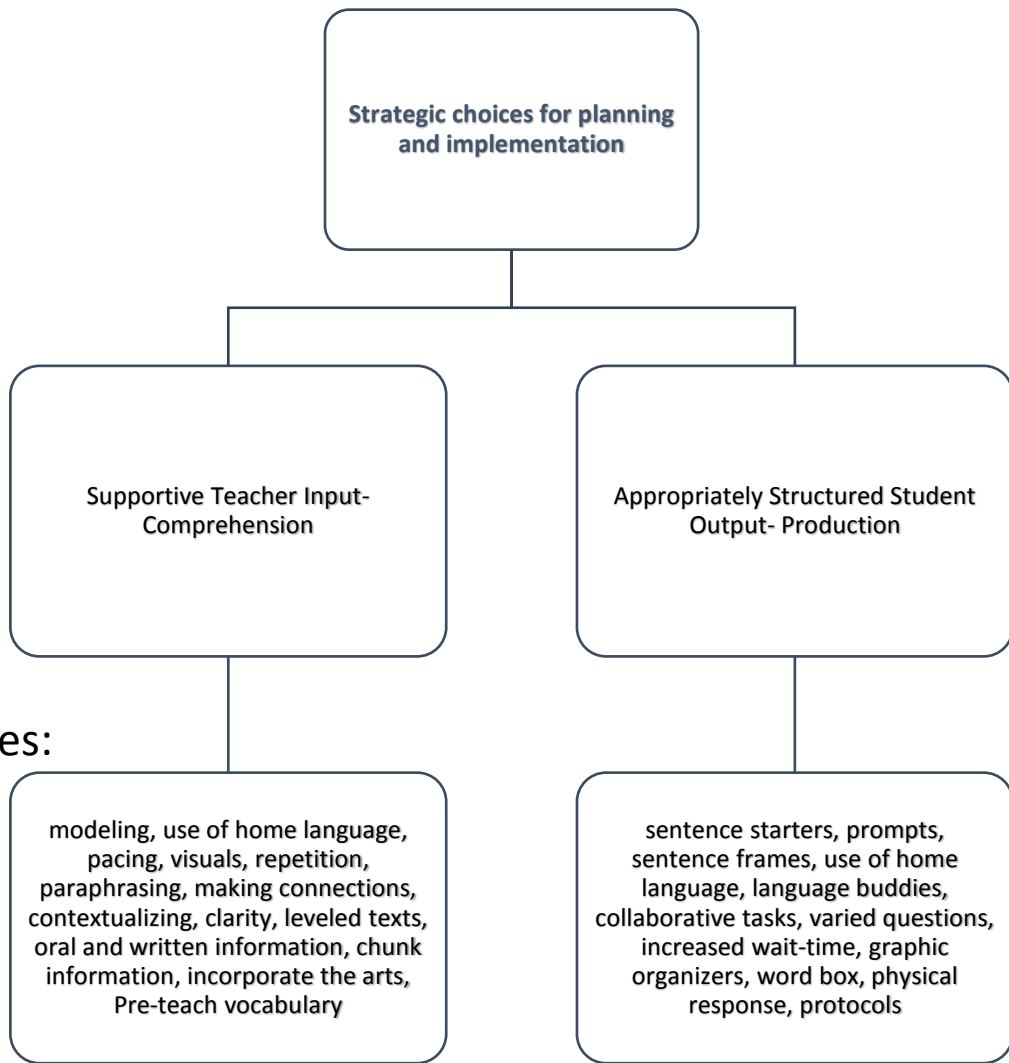 Strategic choices for planning
and implementation
Supportive Teacher Input-
Comprehension
Appropriately Structured Student
Output- Production
es:
modeling, use of home language,
pacing, visuals, repetition,
paraphrasing, making connections,
contextualizing, clarity, leveled texts,
oral and written information, chunk
information, incorporate the arts,
Pre-teach vocabulary
sentence starters, prompts,
sentence frames, use of home
language, language buddies,
collaborative tasks, varied questions,
increased wait-time, graphic
organizers, word box, physical
response, protocols